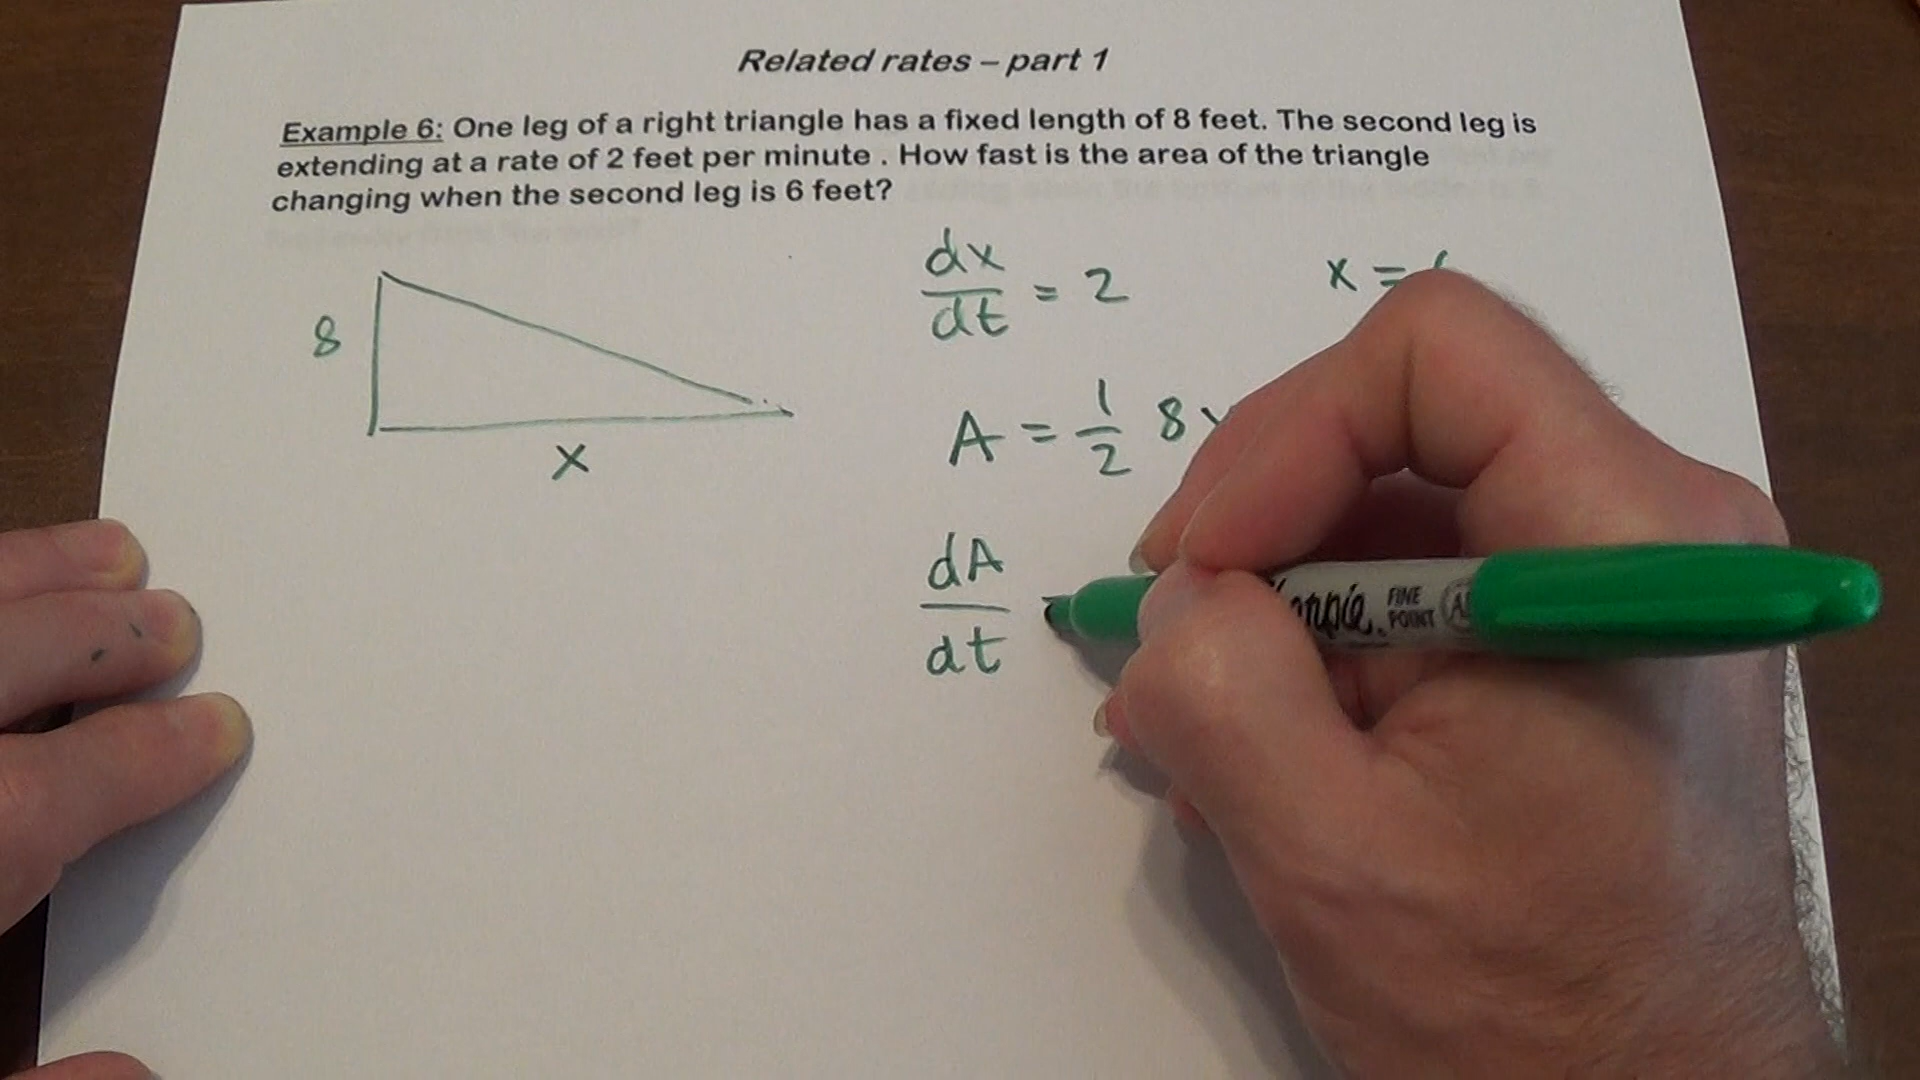 Related rates – part 1
Example 6: One leg of a right triangle has a fixed length of 8 feet. The second leg is
extending at a rate of 2 feet per minute . How fast is the area of the triangle
changing when the second leg is 6 feet?
dx/dt = 2
x =
8
x
A = 1/2 8
dA/dt
FINE
POINT